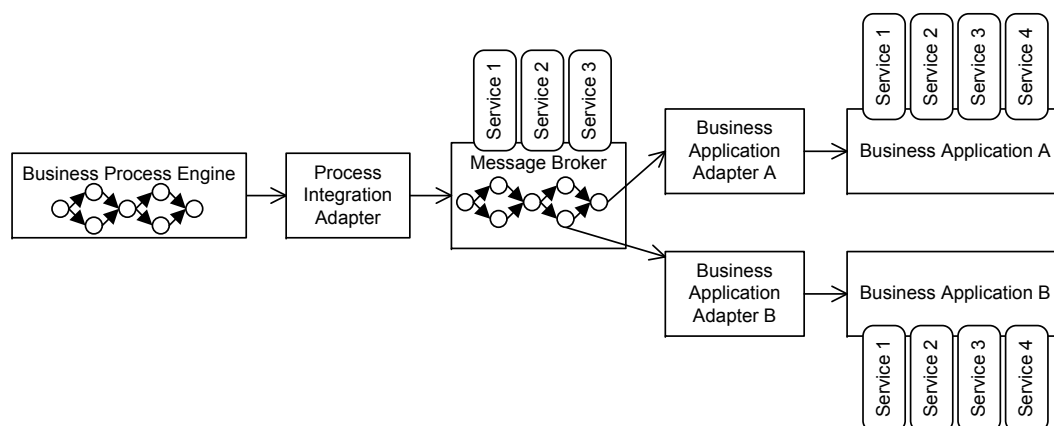 Business Process Engine
Process
Integration
Adapter
Service 1
Service 2
Service 3
Message Broker
Business
Application
Adapter A
Service 1
Service 2
Service 3
Service 4
Business Application A
Business
Application
Adapter B
Business Application B
Service 1
Service 2
Service 3
Service 4